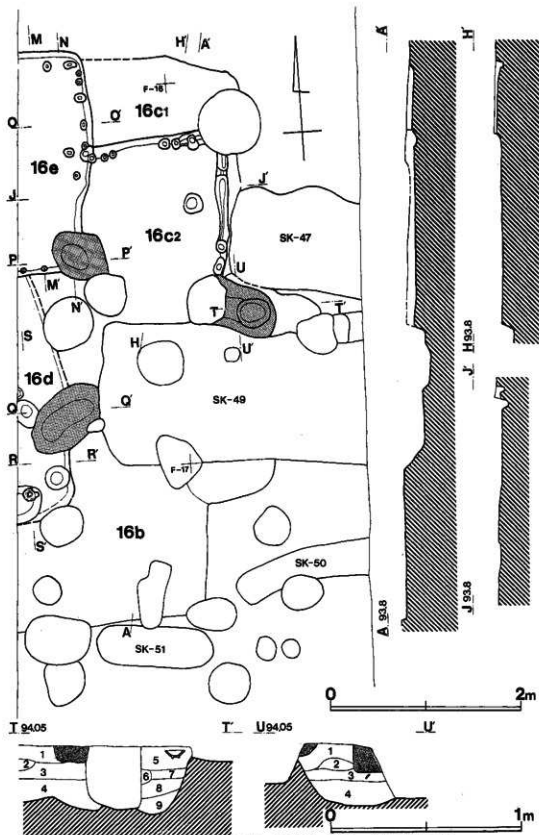 M N H' A'
F-16
O' 16c1
Q
16e
J J'
16c2 SK-47
P P'
M' U
N' T T'
S H U'
16d
Q Q' SK-49
R R' F-17
S' 16b
SK-50
A
SK-51
A' H'
H 93.8
J'
A 93.8 J 93.8
0 2m
T 94.05 T' U 94.05 U'
1 5 1
2 6 7 2
3 8 3
4 9 4
0 1m